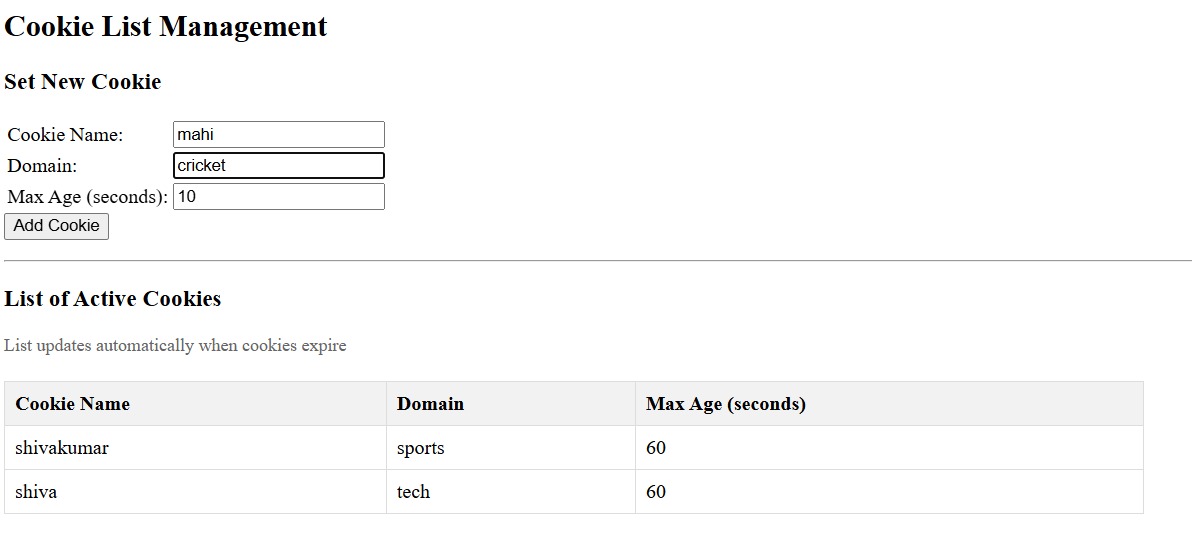 Cookie List Management
Set New Cookie
Cookie Name: mahi
Domain: cricket
Max Age (seconds): 10
Add Cookie
List of Active Cookies
List updates automatically when cookies expire
Cookie Name Domain Max Age (seconds)
shivakumar sports 60
shiva tech 60